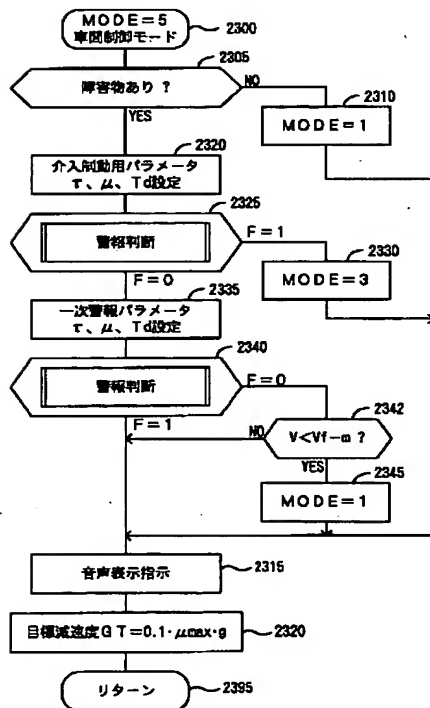 MODE=5
車間制御モード
2300
2305
障害物あり ?
NO
YES
2310
MODE=1
2320
介入制動用パラメータ
τ、μ、Td設定
2325
警報判断
F=1
2330
MODE=3
F=0
2335
一次警報パラメータ
τ、μ、Td設定
2340
警報判断
F=0
F=1
2342
V<Vf-m ?
NO
YES
2345
MODE=1
音声表示指示
2315
目標減速度GT=0.1·μmax·g
2320
リターン
2395